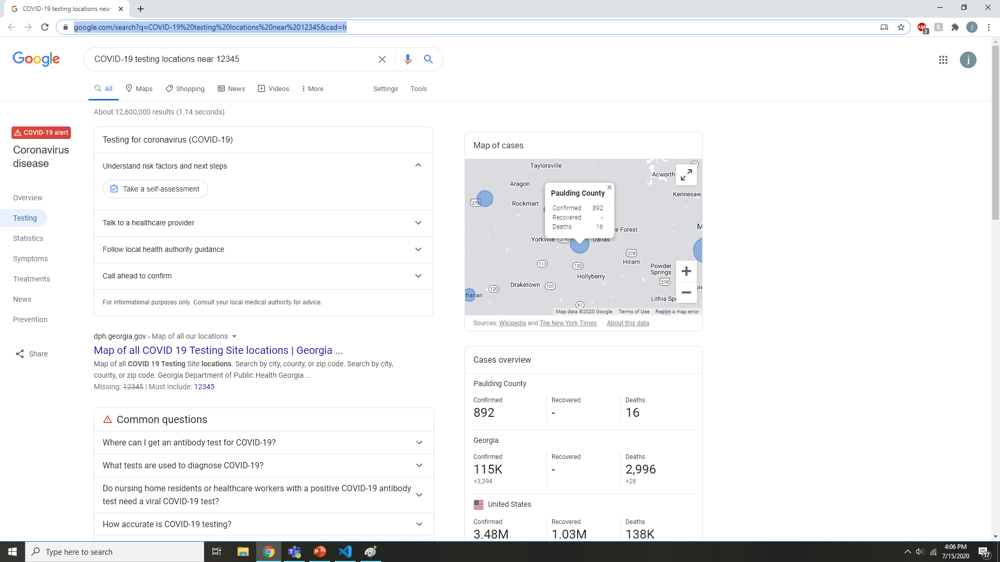 COVID-19 testing locations near
google.com/search?q=COVID-19%20testing%20locations%20near%2012345&cad=h
ABP
2
j
Google
COVID-19 testing locations near 12345
j
All
Maps
Shopping
News
Videos
More
Settings
Tools
About 12,600,000 results (1.14 seconds)
COVID-19 alert
Coronavirus
disease
Overview
Testing
Statistics
Symptoms
Treatments
News
Prevention
Share
Testing for coronavirus (COVID-19)
Understand risk factors and next steps
Take a self-assessment
Talk to a healthcare provider
Follow local health authority guidance
Call ahead to confirm
For informational purposes only. Consult your local medical authority for advice.
dph.georgia.gov › Map of all our locations
Map of all COVID 19 Testing Site locations | Georgia ...
Map of all COVID 19 Testing Site locations. Search by city, county, or zip code. Search by city,
county, or zip code. Georgia Department of Public Health Georgia ...
Missing: 12345 | Must include: 12345
Common questions
Where can I get an antibody test for COVID-19?
What tests are used to diagnose COVID-19?
Do nursing home residents or healthcare workers with a positive COVID-19 antibody
test need a viral COVID-19 test?
How accurate is COVID-19 testing?
Map of cases
Taylorsville
Acworth
Aragon
Kennesaw
278
Rockmart
Paulding County
Confirmed 892
Recovered -
Deaths 16
e Forest
M
Yorkville
278
Dallas
278
Hiram
113
120
Powder
Springs
Hollyberry
278
Draketown
101
120
hanan
Lithia Spr
61
Map data ©2020 Google
Terms of Use
Report a map error
Sources: Wikipedia and The New York Times. · About this data
Cases overview
Paulding County
Confirmed Recovered Deaths
892 - 16
Georgia
Confirmed Recovered Deaths
115K - 2,996
+3,394 +28
United States
Confirmed Recovered Deaths
3.48M 1.03M 138K
Type here to search
4:06 PM
7/15/2020
17